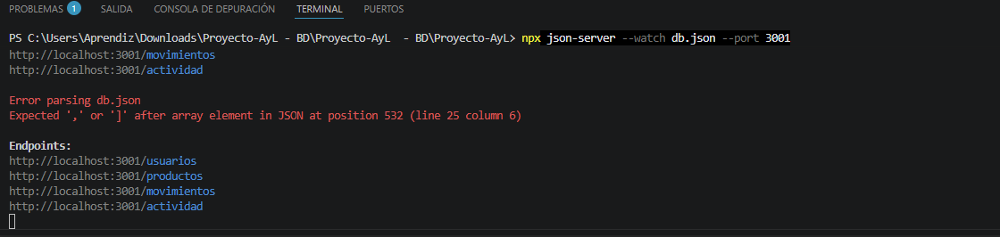 PROBLEMAS 1 SALIDA CONSOLA DE DEPURACIÓN TERMINAL PUERTOS
PS C:\Users\Aprendiz\Downloads\Proyecto-AyL - BD\Proyecto-AyL  - BD\Proyecto-AyL> npx json-server --watch db.json --port 3001
http://localhost:3001/movimientos
http://localhost:3001/actividad
Error parsing db.json
Expected ',' or ']' after array element in JSON at position 532 (line 25 column 6)
Endpoints:
http://localhost:3001/usuarios
http://localhost:3001/productos
http://localhost:3001/movimientos
http://localhost:3001/actividad